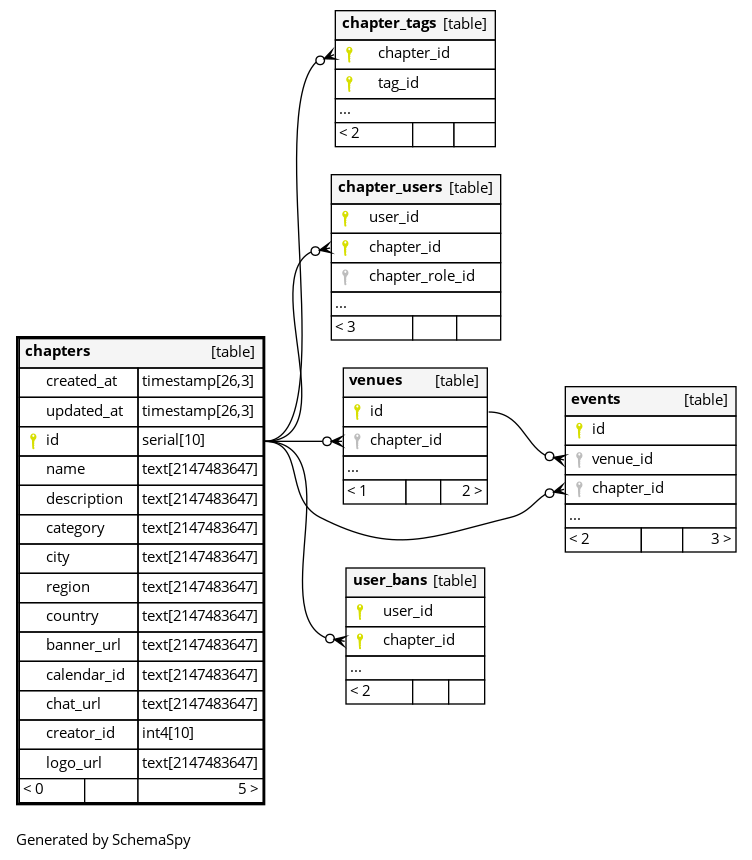 chapter_tags [table]
chapter_id
tag_id
...
< 2
chapter_users [table]
user_id
chapter_id
chapter_role_id
...
< 3
chapters [table]
created_at timestamp[26,3]
updated_at timestamp[26,3]
id serial[10]
name text[2147483647]
description text[2147483647]
category text[2147483647]
city text[2147483647]
region text[2147483647]
country text[2147483647]
banner_url text[2147483647]
calendar_id text[2147483647]
chat_url text[2147483647]
creator_id int4[10]
logo_url text[2147483647]
< 0 5 >
venues [table]
id
chapter_id
...
< 1 2 >
events [table]
id
venue_id
chapter_id
...
< 2 3 >
user_bans [table]
user_id
chapter_id
...
< 2
Generated by SchemaSpy